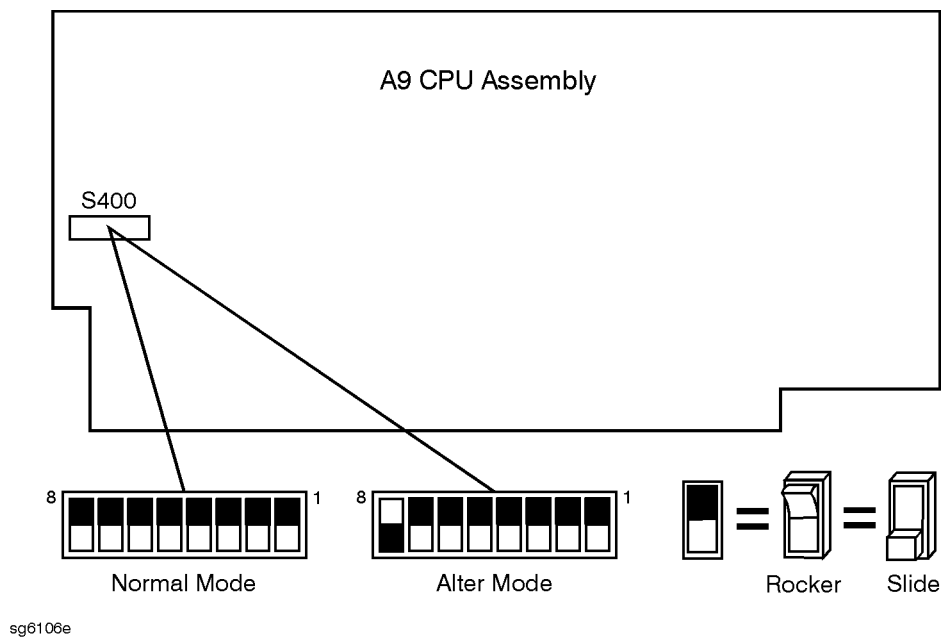 A9 CPU Assembly
S400
8 1 8 1
Normal Mode Alter Mode Rocker Slide
sg6106e